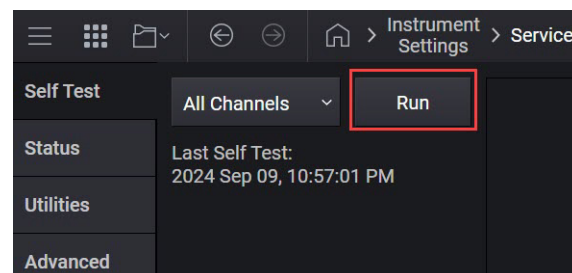 Instrument
Settings
Service
Self Test
All Channels
Run
Status
Last Self Test:
2024 Sep 09, 10:57:01 PM
Utilities
Advanced